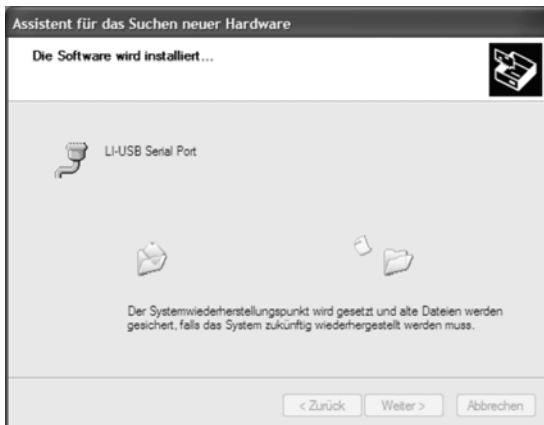 Assistent für das Suchen neuer Hardware
Die Software wird installiert...
LI-USB Serial Port
Der Systemwiederherstellungspunkt wird gesetzt und alte Dateien werden
gesichert, falls das System zukünftig wiederhergestellt werden muss.
< Zurück
Weiter >
Abbrechen